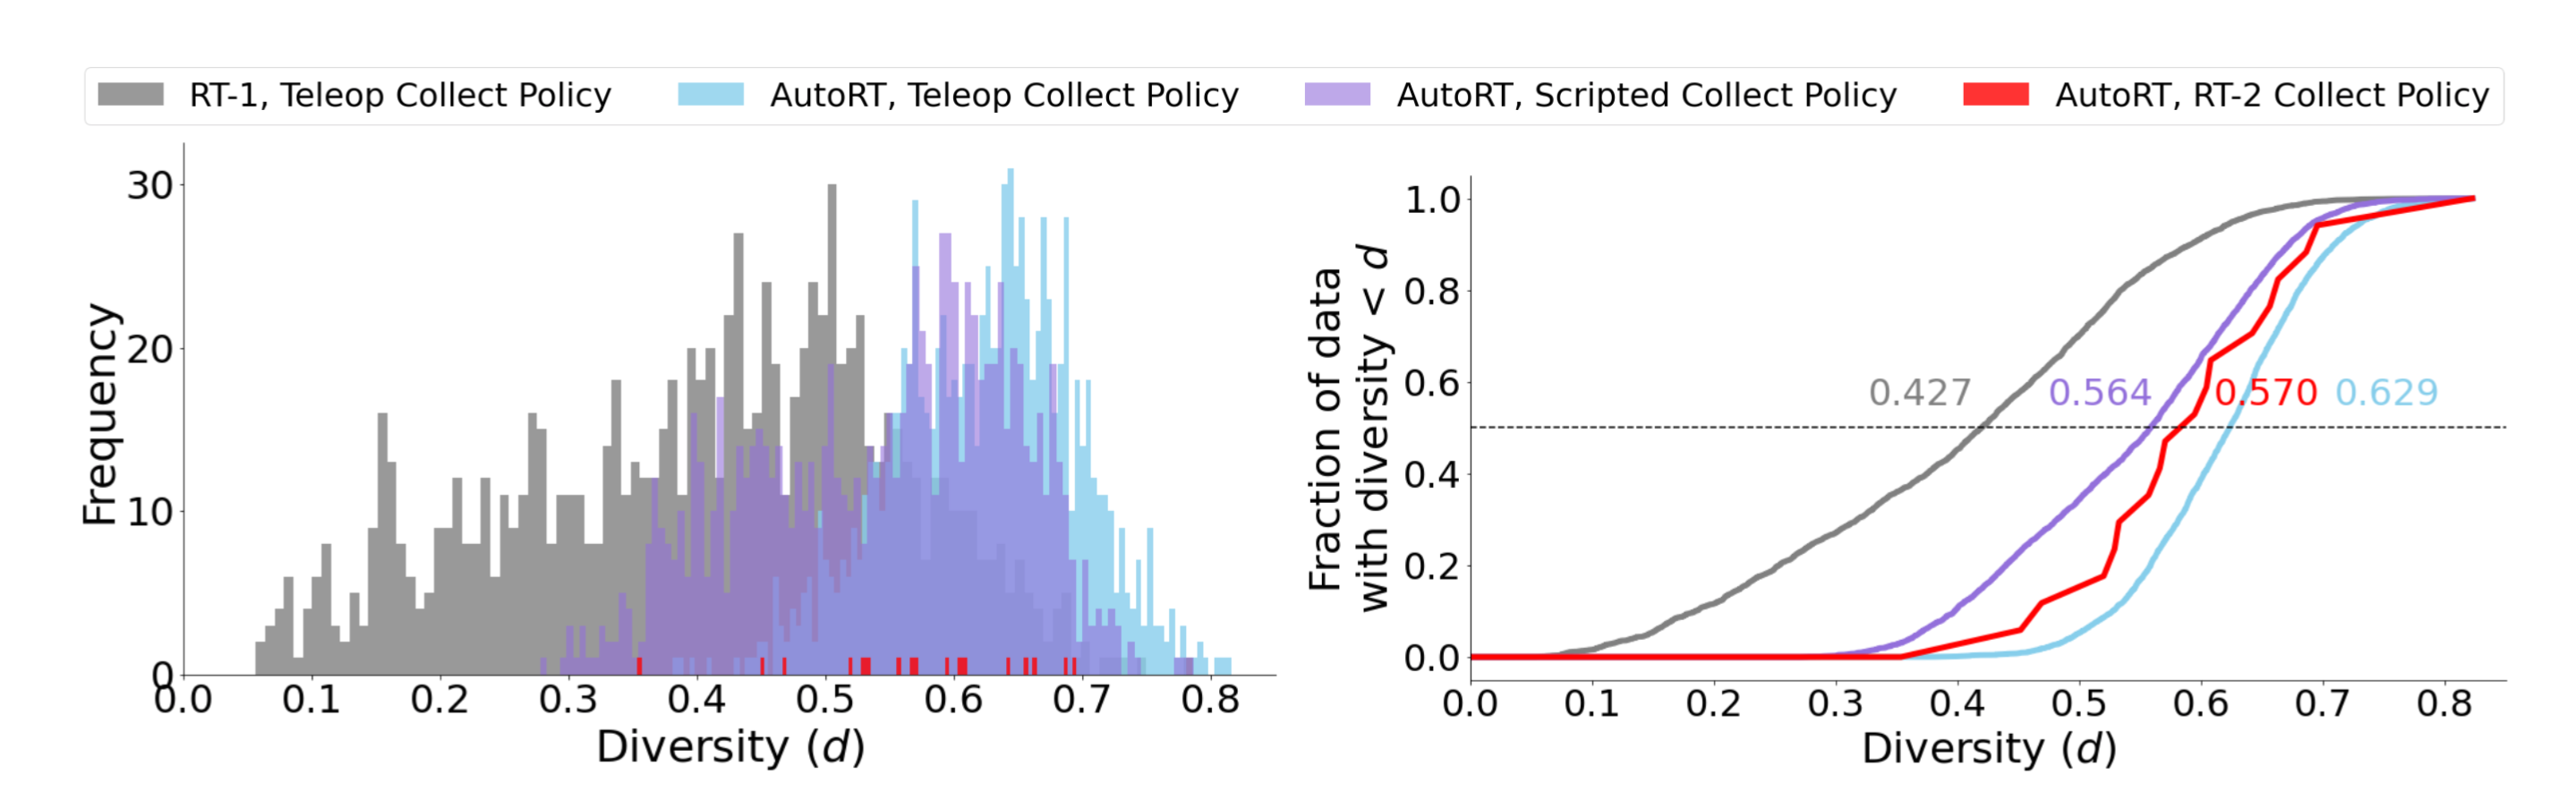 RT-1, Teleop Collect Policy
AutoRT, Teleop Collect Policy
AutoRT, Scripted Collect Policy
AutoRT, RT-2 Collect Policy
Frequency
30
20
10
0
0.0 0.1 0.2 0.3 0.4 0.5 0.6 0.7 0.8
Diversity (d)
Fraction of data
with diversity < d
1.0
0.8
0.6
0.4
0.2
0.0
0.427 0.564 0.570 0.629
0.0 0.1 0.2 0.3 0.4 0.5 0.6 0.7 0.8
Diversity (d)